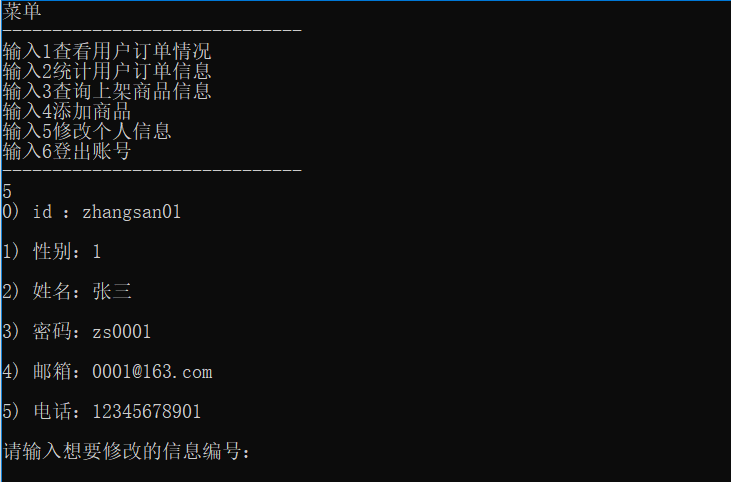 菜单
------------------------------
输入1查看用户订单情况
输入2统计用户订单信息
输入3查询上架商品信息
输入4添加商品
输入5修改个人信息
输入6登出账号
------------------------------
5
0) id : zhangsan01
1) 性别: 1
2) 姓名: 张三
3) 密码: zs0001
4) 邮箱: 0001@163.com
5) 电话: 12345678901
请输入想要修改的信息编号: